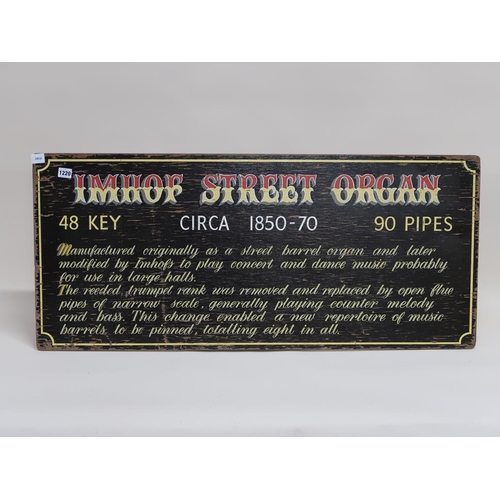 1220
IMHOF STREET ORGAN
48 KEY CIRCA 1850-70 90 PIPES
Manufactured originally as a street barrel organ and later
modified by Imhofs to play concert and dance music probably
for use in large halls.
The reeded, trumpet rank was removed and replaced by open flue
pipes of narrow scale, generally playing counter melody
and bass. This change enabled a new repertoire of music
barrels to be pinned, totalling eight in all.